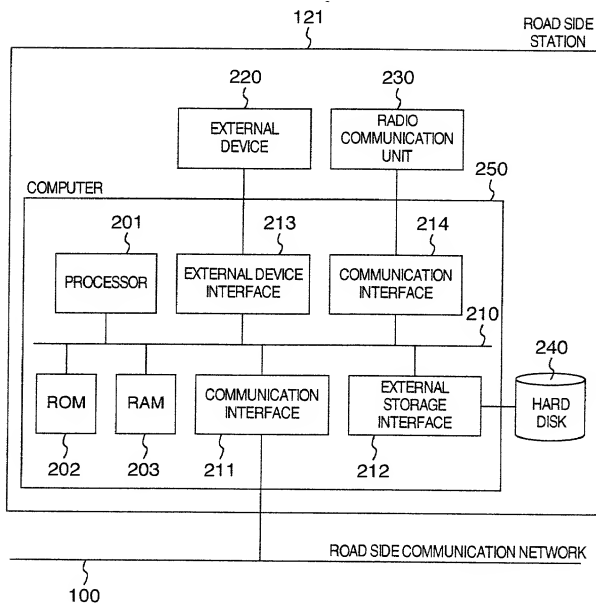 121
ROAD SIDE
STATION
220
230
EXTERNAL
DEVICE
RADIO
COMMUNICATION
UNIT
COMPUTER
250
201
213
214
PROCESSOR
EXTERNAL DEVICE
INTERFACE
COMMUNICATION
INTERFACE
210
240
ROM
RAM
COMMUNICATION
INTERFACE
EXTERNAL
STORAGE
INTERFACE
HARD
DISK
202
203
211
212
ROAD SIDE COMMUNICATION NETWORK
100